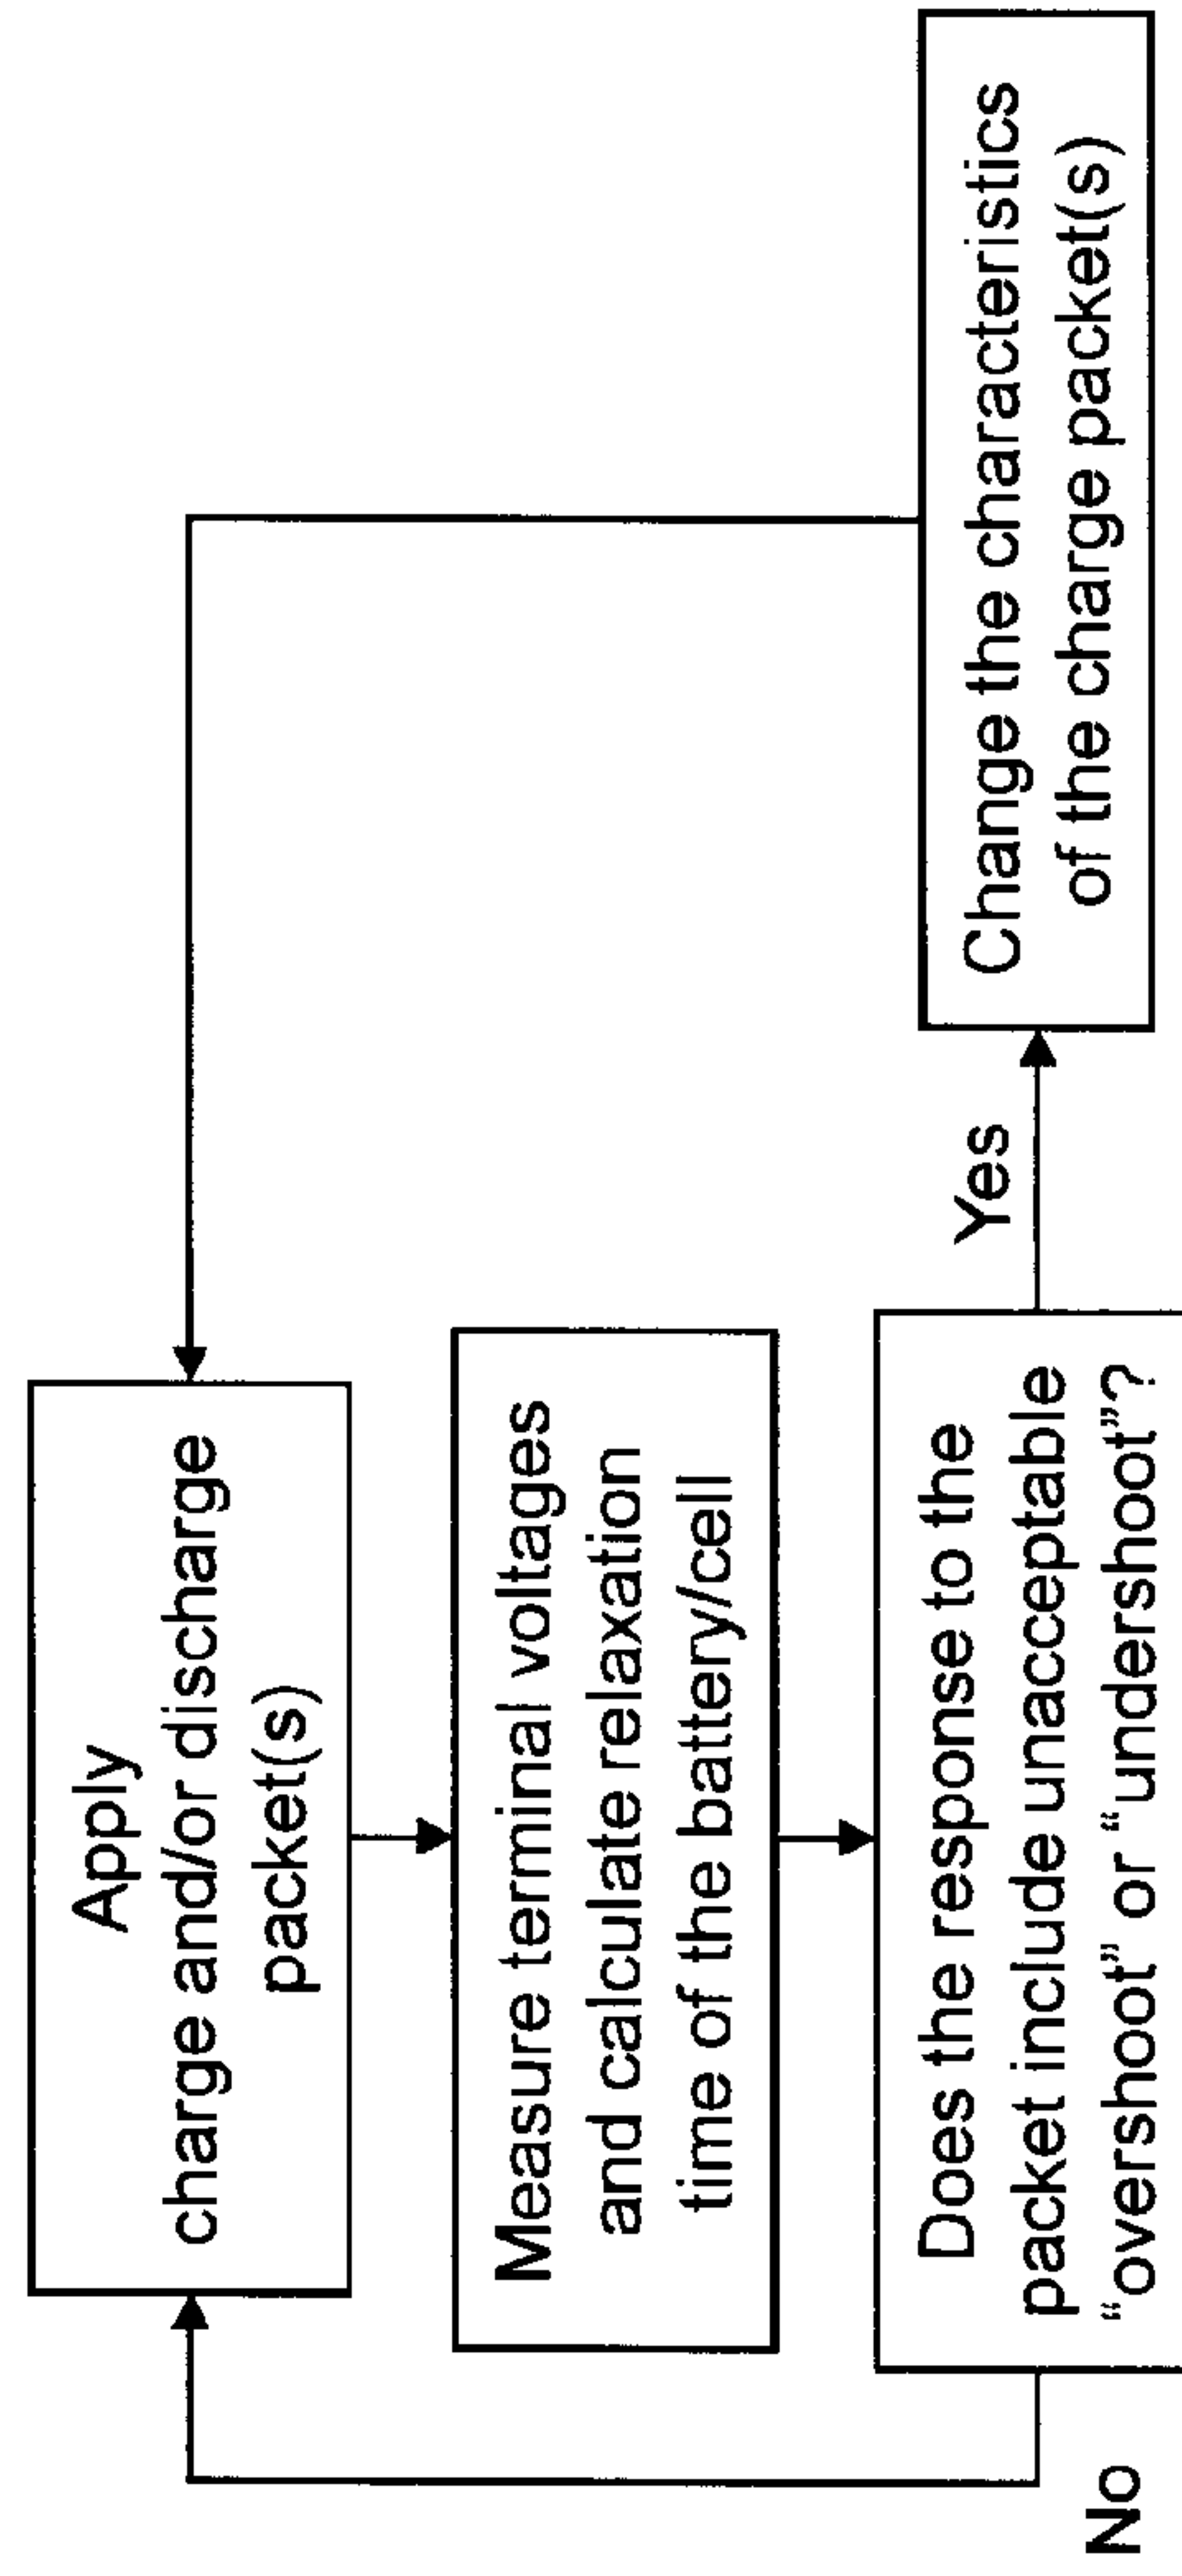 Apply
charge and/or discharge
packet(s)
Measure terminal voltages
and calculate relaxation
time of the battery/cell
Does the response to the
packet include unacceptable
“overshoot” or “undershoot”?
No
Yes
Change the characteristics
of the charge packet(s)